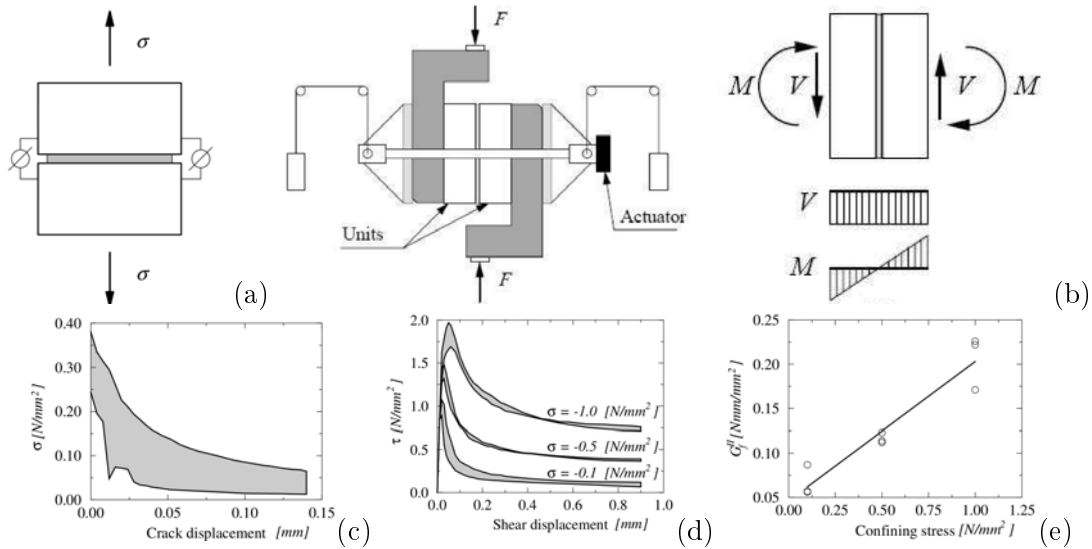 σ
σ
(a)
F
Units
Actuator
F
M
V
V
M
V
M
(b)
0.40
0.30
0.20
0.10
0.00
σ [N/mm²]
0.00 0.05 0.10 0.15
Crack displacement [mm]
(c)
2.0
1.5
1.0
0.5
0
τ [N/mm²]
σ = -1.0 [N/mm²]
σ = -0.5 [N/mm²]
σ = -0.1 [N/mm²]
0 0.2 0.4 0.6 0.8 1.0
Shear displacement [mm]
(d)
0.25
0.20
0.15
0.10
0.05
G_f^II [Nmm/mm²]
0.00 0.25 0.50 0.75 1.00 1.25
Confining stress [N/mm²]
(e)